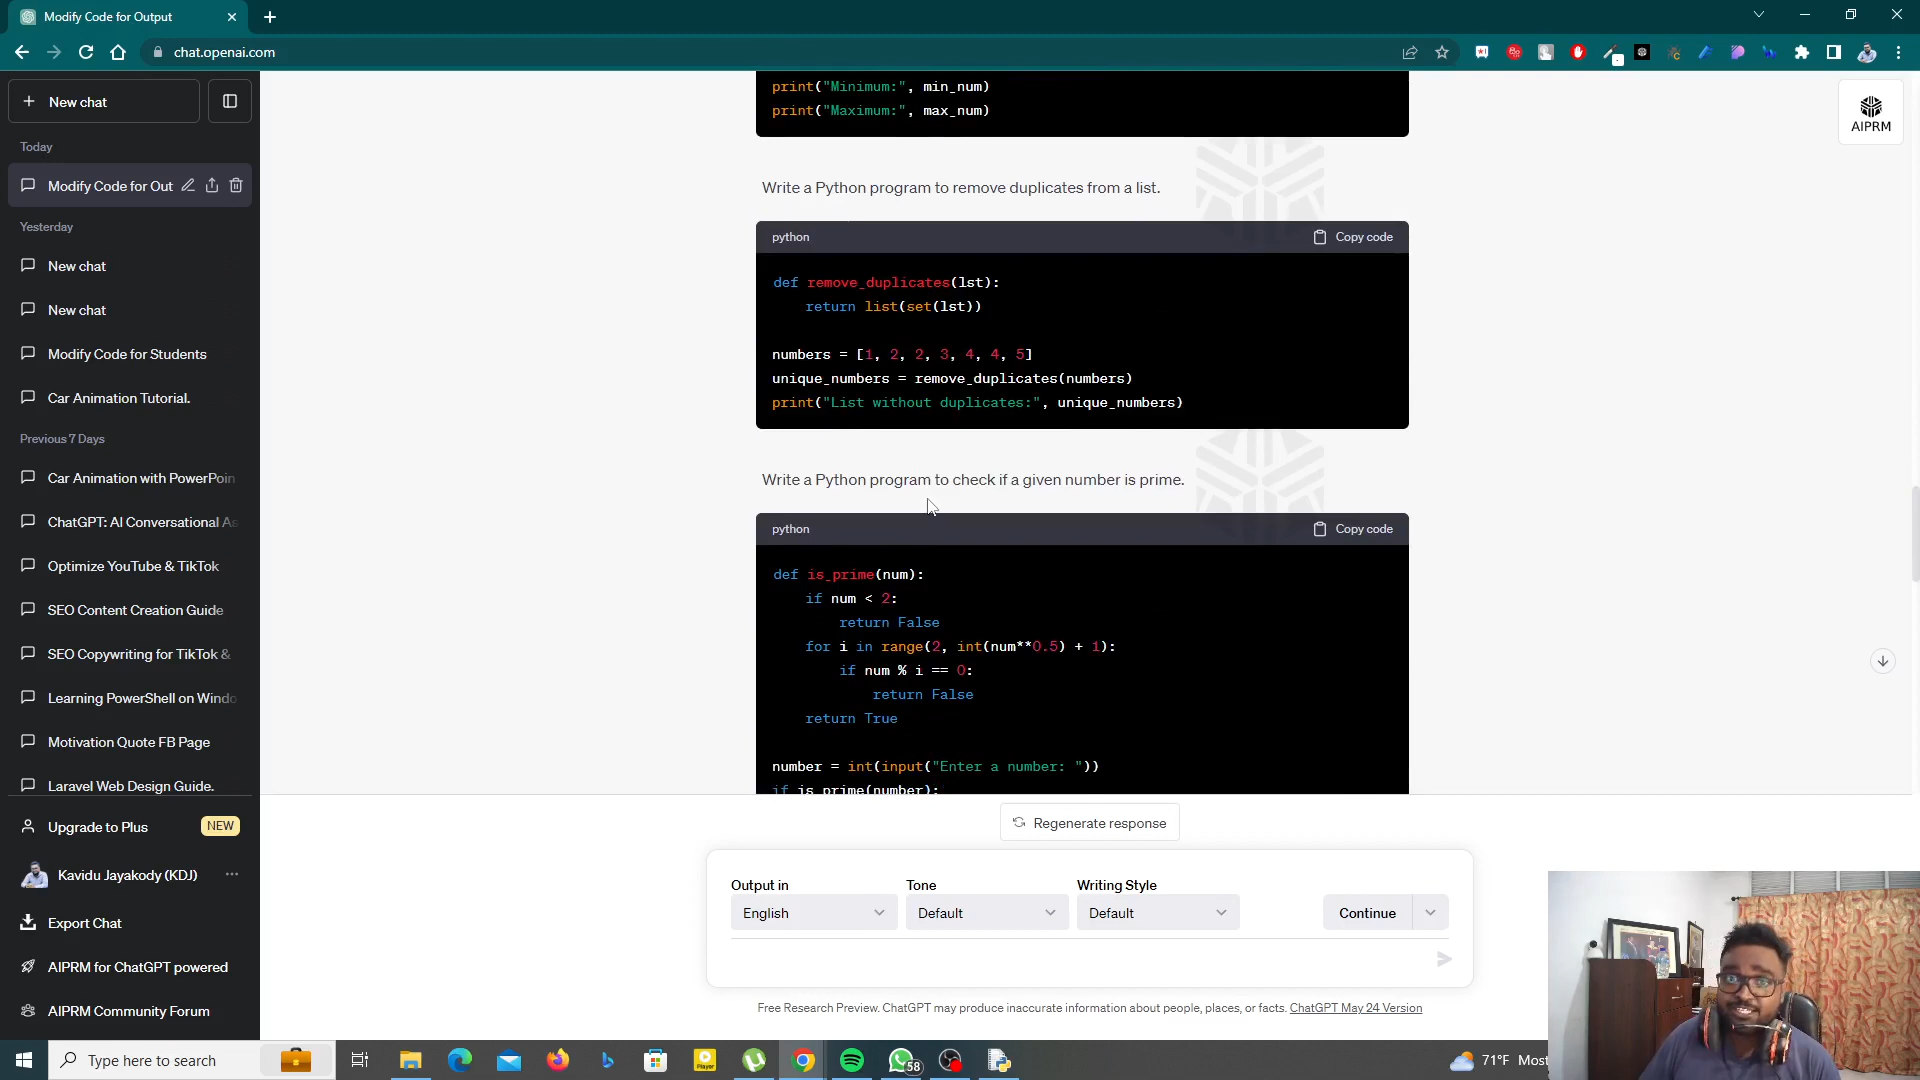 Modify Code for Output
chat.openai.com
New chat
Today
Modify Code for Out
Yesterday
New chat
New chat
Modify Code for Students
Car Animation Tutorial.
Previous 7 Days
Car Animation with PowerPoin
ChatGPT: AI Conversational As
Optimize YouTube & TikTok
SEO Content Creation Guide
SEO Copywriting for TikTok &
Learning PowerShell on Windo
Motivation Quote FB Page
Laravel Web Design Guide.
Upgrade to Plus NEW
Kavidu Jayakody (KDJ)
Export Chat
AIPRM for ChatGPT powered
AIPRM Community Forum
print("Minimum:", min_num)
print("Maximum:", max_num)
AIPRM
Write a Python program to remove duplicates from a list.
python Copy code
def remove_duplicates(lst):
    return list(set(lst))
numbers = [1, 2, 2, 3, 4, 4, 5]
unique_numbers = remove_duplicates(numbers)
print("List without duplicates:", unique_numbers)
Write a Python program to check if a given number is prime.
python Copy code
def is_prime(num):
    if num < 2:
        return False
    for i in range(2, int(num**0.5) + 1):
        if num % i == 0:
            return False
    return True
number = int(input("Enter a number: "))
if is_prime(number):
Regenerate response
Output in Tone Writing Style
English Default Default Continue
Free Research Preview. ChatGPT may produce inaccurate information about people, places, or facts. ChatGPT May 24 Version
Type here to search
Player
58
71°F Most